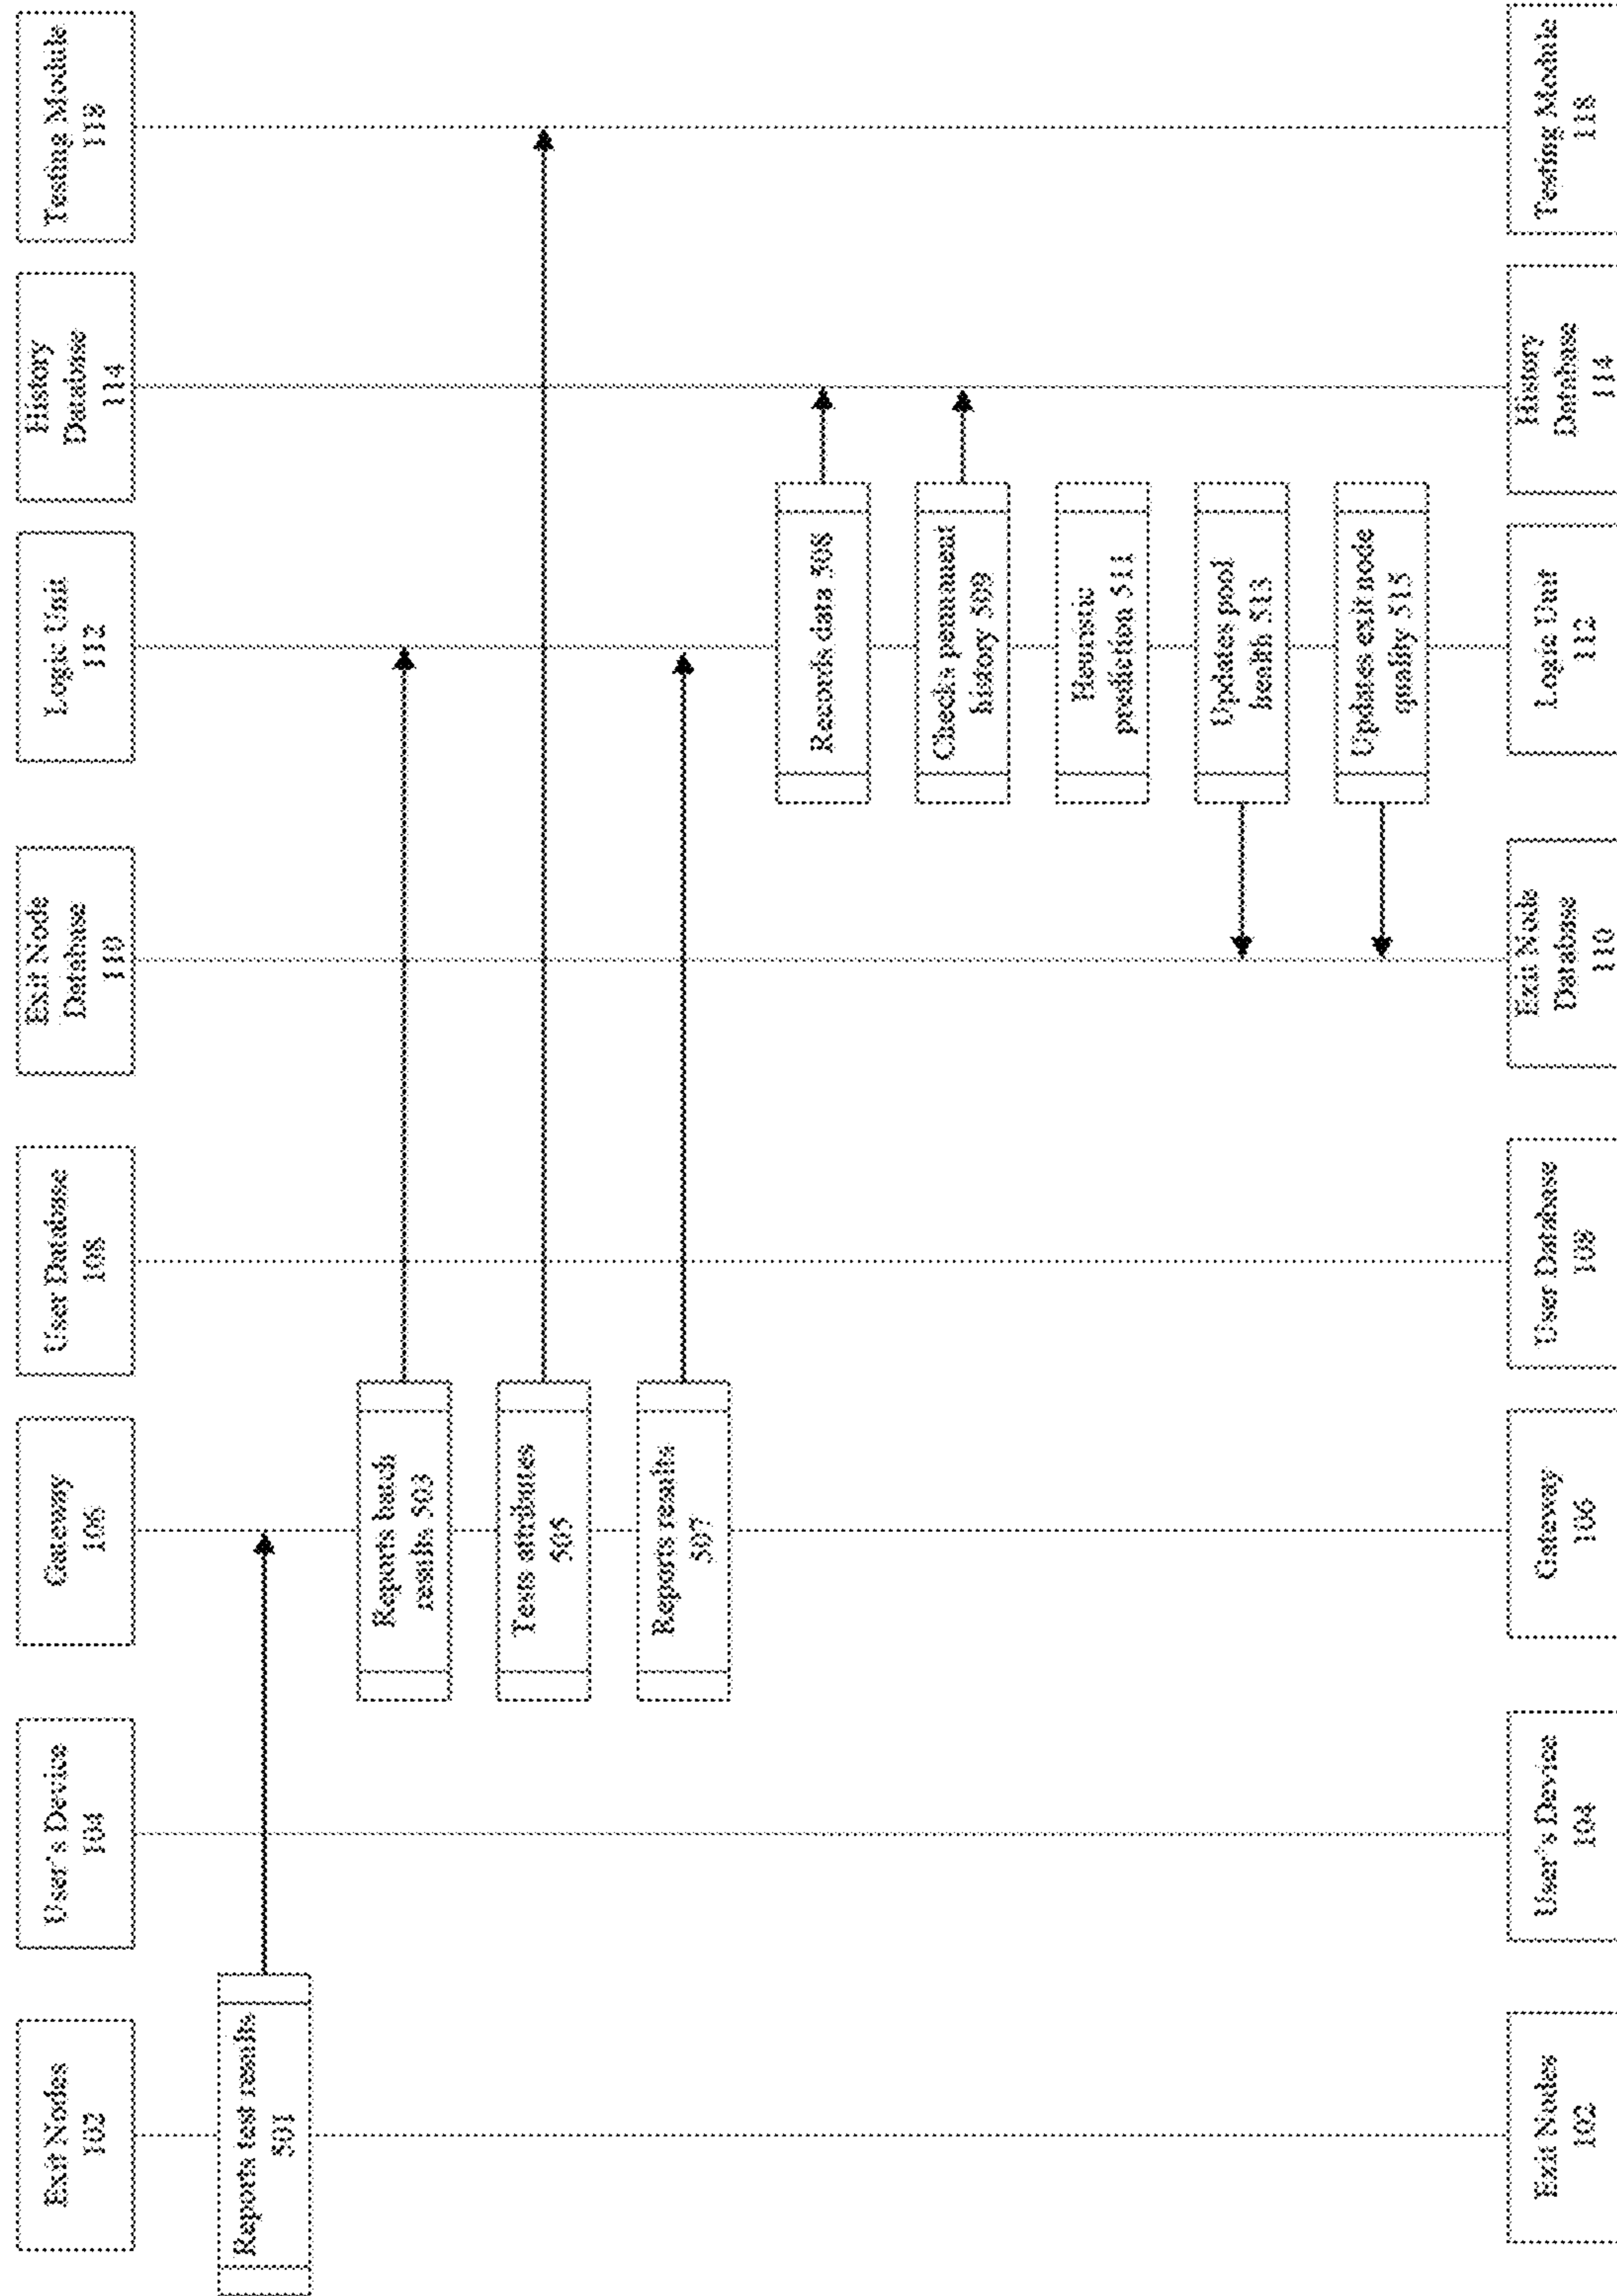 Exit Nodes
102
User's Device
104
Gateway
106
User Database
108
Exit Node
Database
110
Logic Unit
112
History
Database
114
Testing Module
118
Reports test results
501
Reports batch
results 503
Tests attributes
505
Reports results
507
Records data 508
Checks permanent
history 509
Heuristic
prediction 511
Updates pool
health 513
Updates exit node
quality 515
Exit Nodes
102
User's Device
104
Gateway
106
User Database
108
Exit Node
Database
110
Logic Unit
112
History
Database
114
Testing Module
118